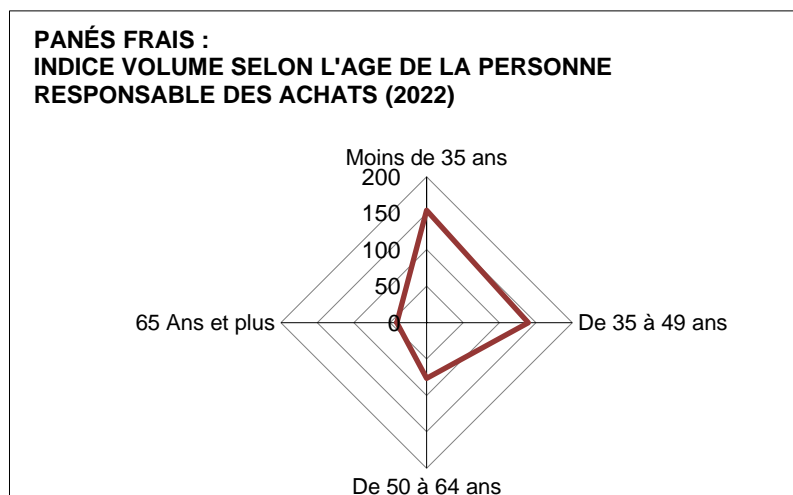 PANÉS FRAIS :
INDICE VOLUME SELON L'AGE DE LA PERSONNE
RESPONSABLE DES ACHATS (2022)
Moins de 35 ans
200
150
100
50
65 Ans et plus
0
De 35 à 49 ans
De 50 à 64 ans